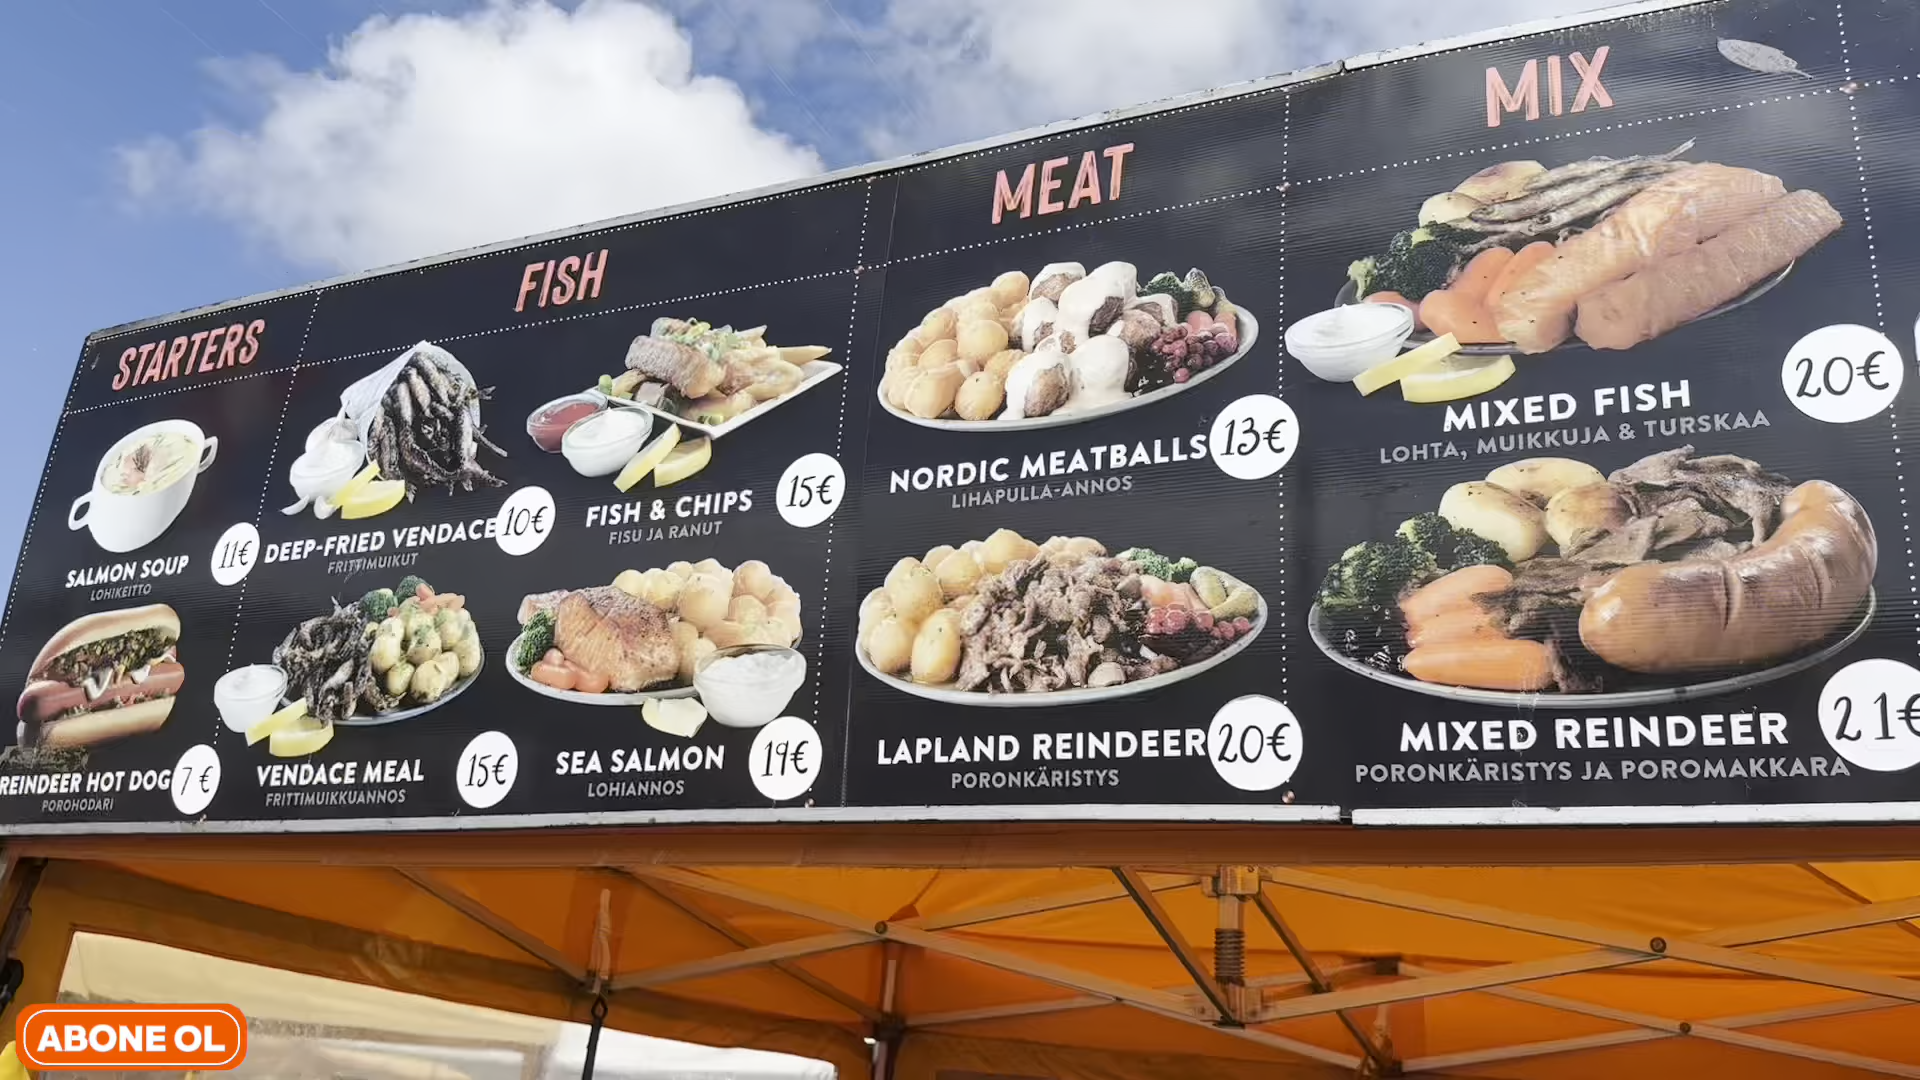 STARTERS
SALMON SOUP
LOHIKEITTO
11€
REINDEER HOT DOG
POROHODARI
7€
FISH
DEEP-FRIED VENDACE
FRITTIMUIKUT
10€
FISH & CHIPS
FISU JA RANUT
15€
VENDACE MEAL
FRITTIMUIKKUANNOS
15€
SEA SALMON
LOHIANNOS
19€
MEAT
NORDIC MEATBALLS
LIHAPULLA-ANNOS
13€
LAPLAND REINDEER
PORONKÄRISTYS
20€
MIX
MIXED FISH
LOHTA, MUIKKUJA & TURSKAA
20€
MIXED REINDEER
PORONKÄRISTYS JA POROMAKKARA
21€
ABONE OL